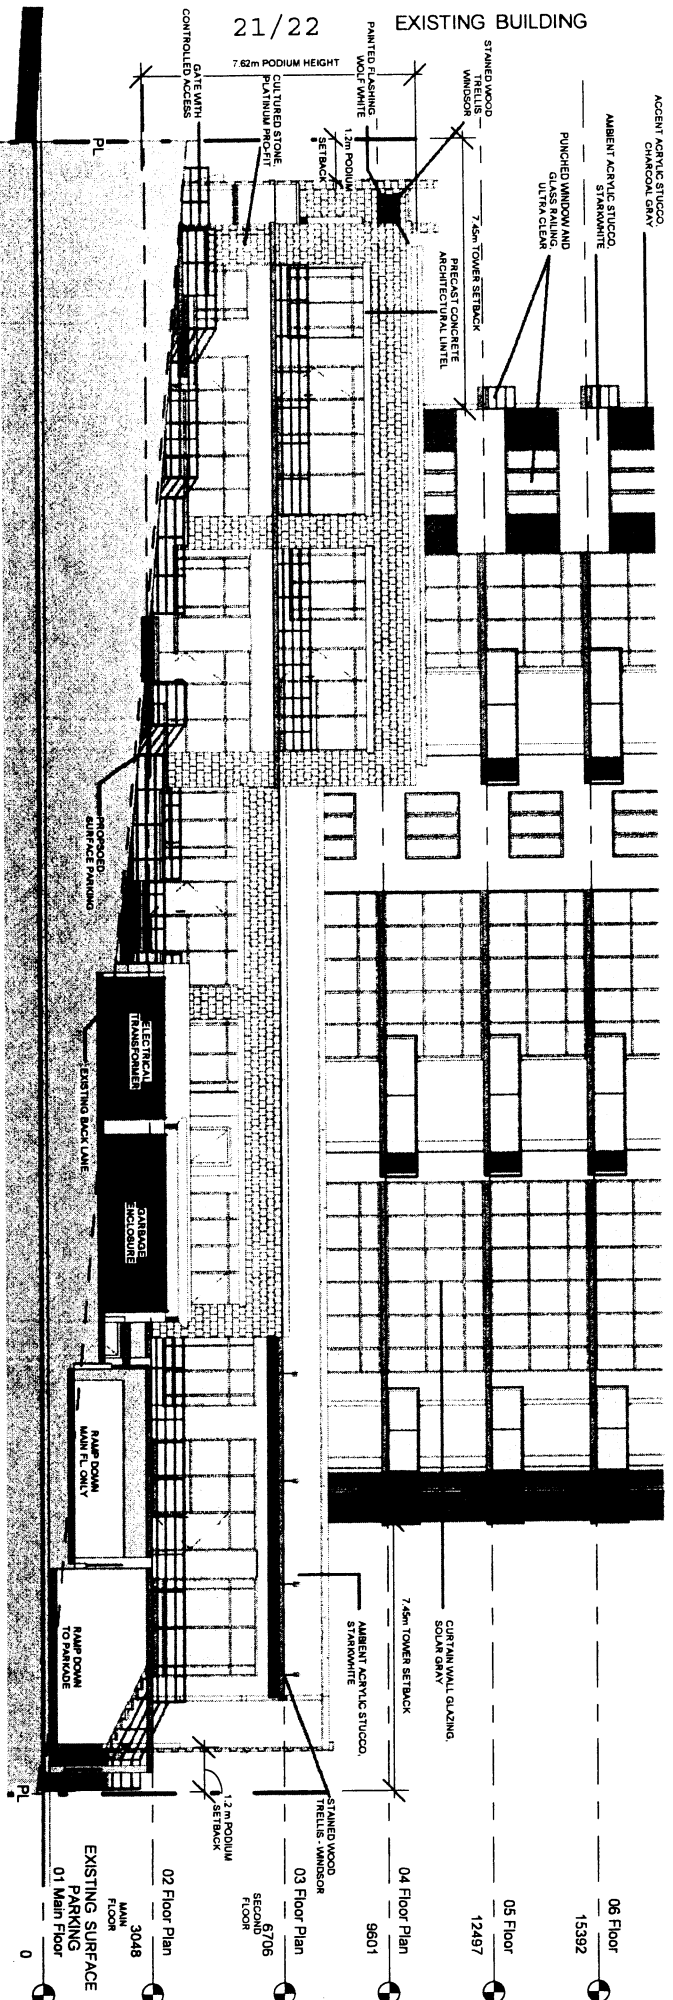 21/22
EXISTING BUILDING
7.62m PODIUM HEIGHT
GATE WITH
CONTROLLED ACCESS
CULTURED STONE,
PLATINUM PRO-FIT
PAINTED FLASHING
WOLF WHITE
STAINED WOOD
TRELLIS
WINDSOR
1.2m PODIUM
SETBACK
7.45m TOWER SETBACK
PRECAST CONCRETE
ARCHITECTURAL LINTEL
PUNCHED WINDOW AND
GLASS RAILING,
ULTRA CLEAR
AMBIENT ACRYLIC STUCCO,
STARKWHITE
ACCENT ACRYLIC STUCCO,
CHARCOAL GRAY
PL
PROPSOED
SURFACE PARKING
EXISTING BACK LANE
ELECTRICAL
TRANSFORMER
GARBAGE
ENCLOSURE
RAMP DOWN
MAIN FL ONLY
RAMP DOWN
TO PARKADE
CURTAIN WALL GLAZING,
SOLAR GRAY
7.45m TOWER SETBACK
AMBIENT ACRYLIC STUCCO,
STARKWHITE
STAINED WOOD
TRELLIS - WINDSOR
1.2 m PODIUM
SETBACK
PL
06 Floor
15392
05 Floor
12497
04 Floor Plan
9601
03 Floor Plan
6706
SECOND
FLOOR
02 Floor Plan
3048
MAIN
FLOOR
EXISTING SURFACE
PARKING
01 Main Floor
0